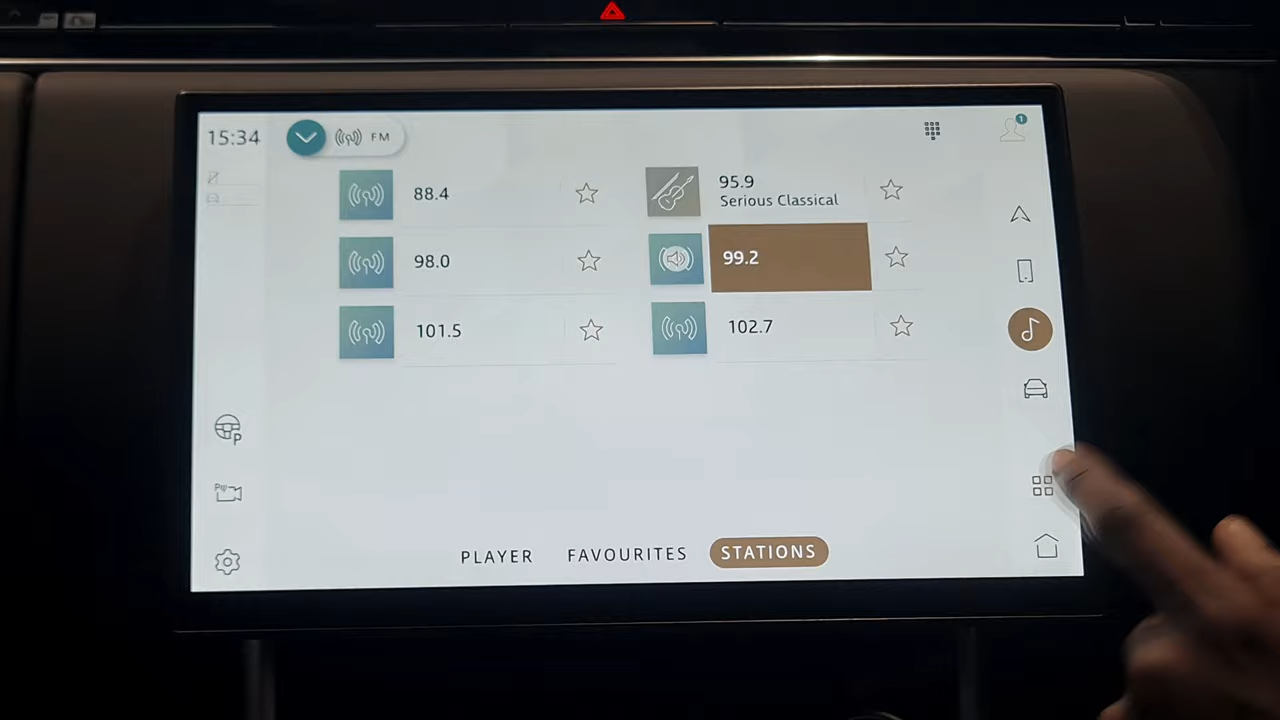 15:34
FM
1
88.4
95.9
Serious Classical
98.0
99.2
101.5
102.7
P
P
PLAYER
FAVOURITES
STATIONS